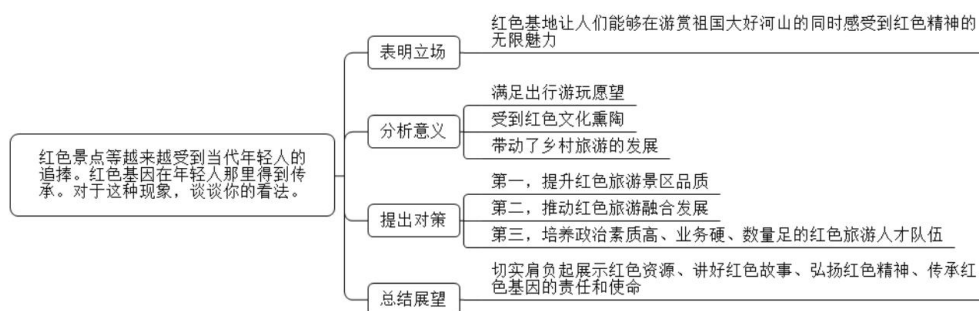 红色景点等越来越受到当代年轻人的
追捧。红色基因在年轻人那里得到传
承。对于这种现象，谈谈你的看法。
表明立场
红色基地让人们能够在游赏祖国大好河山的同时感受到红色精神的
无限魅力
分析意义
满足出行游玩愿望
受到红色文化熏陶
带动了乡村旅游的发展
提出对策
第一，提升红色旅游景区品质
第二，推动红色旅游融合发展
第三，培养政治素质高、业务硬、数量足的红色旅游人才队伍
总结展望
切实肩负起展示红色资源、讲好红色故事、弘扬红色精神、传承红
色基因的责任和使命